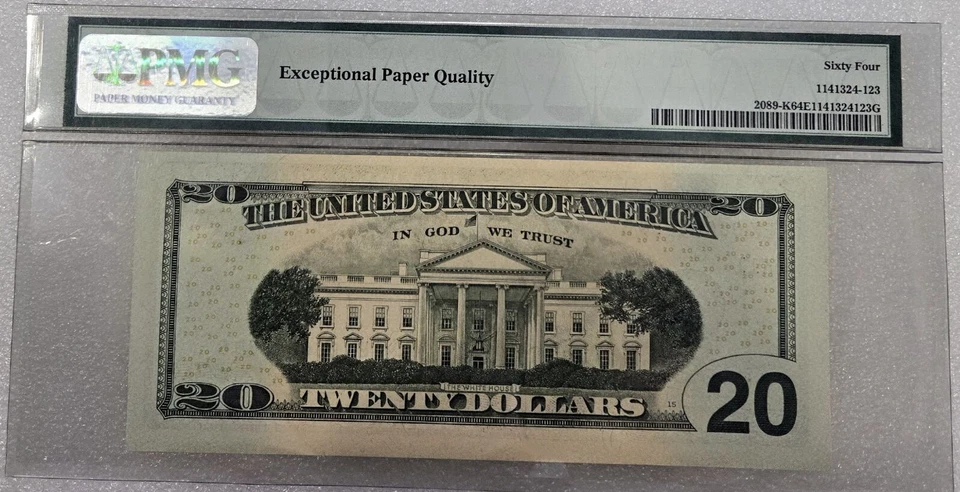 PMG
PAPER MONEY GUARANTY
Exceptional Paper Quality
Sixty Four
1141324-123
2089-K64E1141324123G
20 THE UNITED STATES OF AMERICA 20
IN GOD WE TRUST
THE WHITE HOUSE
20 TWENTY DOLLARS 15 20